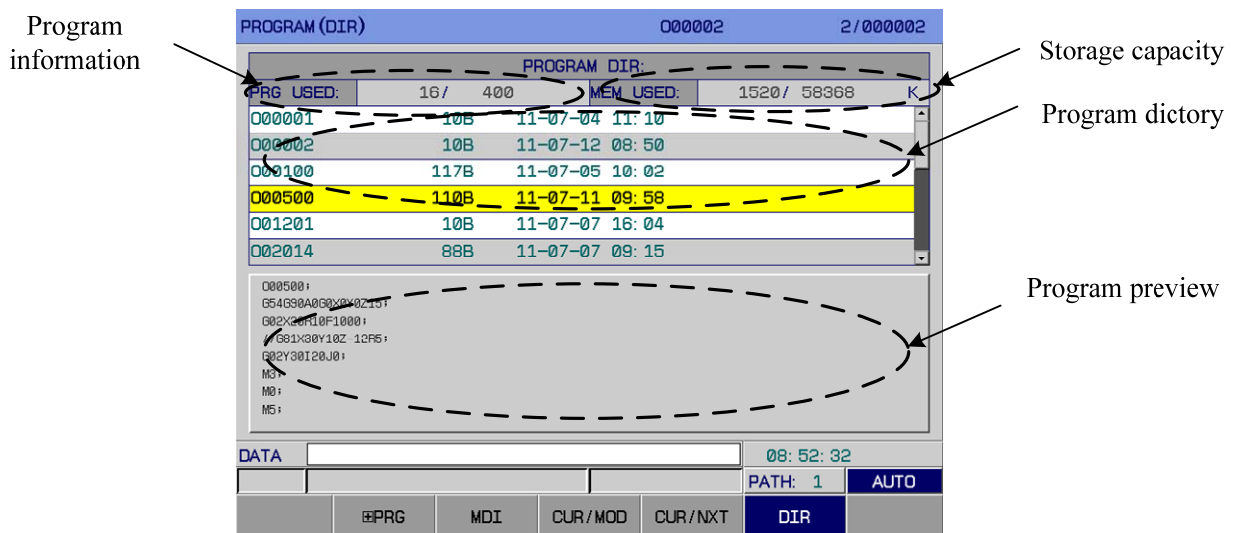 Program
information
Storage capacity
Program dictory
Program preview
PROGRAM(DIR) O00002 2/000002
PROGRAM DIR:
PRG USED: 16/ 400 MEM USED: 1520/ 58368 K
O00001 10B 11-07-04 11:10
O00002 10B 11-07-12 08:50
O00100 117B 11-07-05 10:02
O00500 110B 11-07-11 09:58
O01201 10B 11-07-07 16:04
O02014 88B 11-07-07 09:15
O00500;
G54G90A0G0X0Y0Z15;
G02X20R10F1000;
//G81X30Y10Z-12R5;
G02Y30I20J0;
M3;
M0;
M5;
DATA 08:52:32
PATH: 1 AUTO
⊞PRG MDI CUR/MOD CUR/NXT DIR